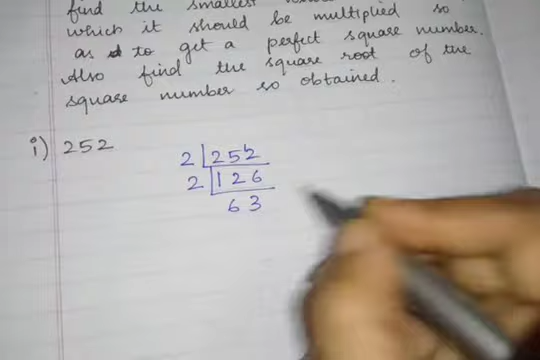 find the smallest
which it should be multiplied so
as to get a perfect square number.
Also find the square root of the
square number so obtained.
i) 252
2 252
2 126
63